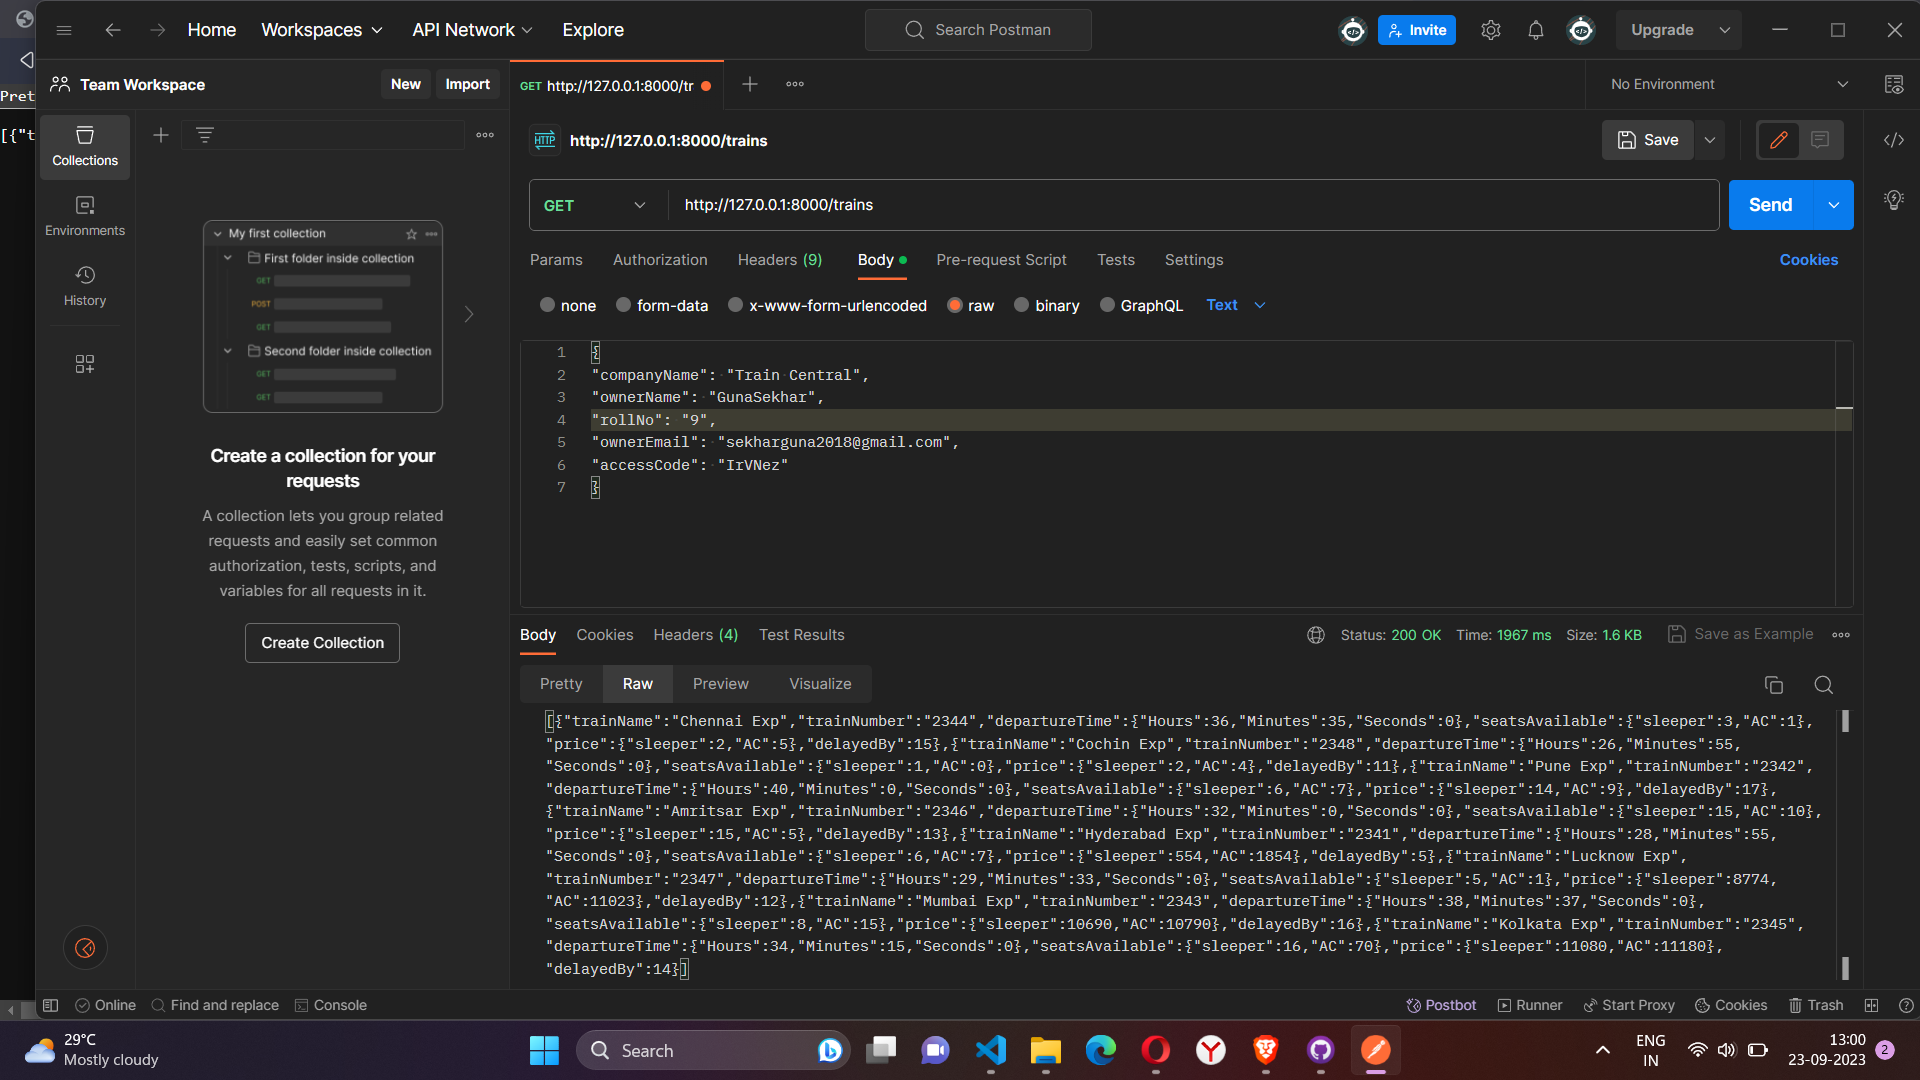 Home Workspaces API Network Explore Search Postman Invite Upgrade
Pret
[{"t
Team Workspace New Import
GET http://127.0.0.1:8000/tr No Environment
HTTP http://127.0.0.1:8000/trains Save
GET http://127.0.0.1:8000/trains Send
Params Authorization Headers (9) Body Pre-request Script Tests Settings Cookies
none form-data x-www-form-urlencoded raw binary GraphQL Text
Collections
Environments
History
My first collection
First folder inside collection
GET
POST
GET
Second folder inside collection
GET
GET
Create a collection for your
requests
A collection lets you group related
requests and easily set common
authorization, tests, scripts, and
variables for all requests in it.
Create Collection
1 {
2 "companyName": "Train Central",
3 "ownerName": "GunaSekhar",
4 "rollNo": "9",
5 "ownerEmail": "sekharguna2018@gmail.com",
6 "accessCode": "IrVNez"
7 }
Body Cookies Headers (4) Test Results Status: 200 OK Time: 1967 ms Size: 1.6 KB Save as Example
Pretty Raw Preview Visualize
[{"trainName":"Chennai Exp","trainNumber":"2344","departureTime":{"Hours":36,"Minutes":35,"Seconds":0},"seatsAvailable":{"sleeper":3,"AC":1},
"price":{"sleeper":2,"AC":5},"delayedBy":15},{"trainName":"Cochin Exp","trainNumber":"2348","departureTime":{"Hours":26,"Minutes":55,
"Seconds":0},"seatsAvailable":{"sleeper":1,"AC":0},"price":{"sleeper":2,"AC":4},"delayedBy":11},{"trainName":"Pune Exp","trainNumber":"2342",
"departureTime":{"Hours":40,"Minutes":0,"Seconds":0},"seatsAvailable":{"sleeper":6,"AC":7},"price":{"sleeper":14,"AC":9},"delayedBy":17},
{"trainName":"Amritsar Exp","trainNumber":"2346","departureTime":{"Hours":32,"Minutes":0,"Seconds":0},"seatsAvailable":{"sleeper":15,"AC":10},
"price":{"sleeper":15,"AC":5},"delayedBy":13},{"trainName":"Hyderabad Exp","trainNumber":"2341","departureTime":{"Hours":28,"Minutes":55,
"Seconds":0},"seatsAvailable":{"sleeper":6,"AC":7},"price":{"sleeper":554,"AC":1854},"delayedBy":5},{"trainName":"Lucknow Exp",
"trainNumber":"2347","departureTime":{"Hours":29,"Minutes":33,"Seconds":0},"seatsAvailable":{"sleeper":5,"AC":1},"price":{"sleeper":8774,
"AC":11023},"delayedBy":12},{"trainName":"Mumbai Exp","trainNumber":"2343","departureTime":{"Hours":38,"Minutes":37,"Seconds":0},
"seatsAvailable":{"sleeper":8,"AC":15},"price":{"sleeper":10690,"AC":10790},"delayedBy":16},{"trainName":"Kolkata Exp","trainNumber":"2345",
"departureTime":{"Hours":34,"Minutes":15,"Seconds":0},"seatsAvailable":{"sleeper":16,"AC":70},"price":{"sleeper":11080,"AC":11180},
"delayedBy":14}]
Online Find and replace Console Postbot Runner Start Proxy Cookies Trash
29°C
Mostly cloudy
Search
ENG
IN
13:00
23-09-2023
2